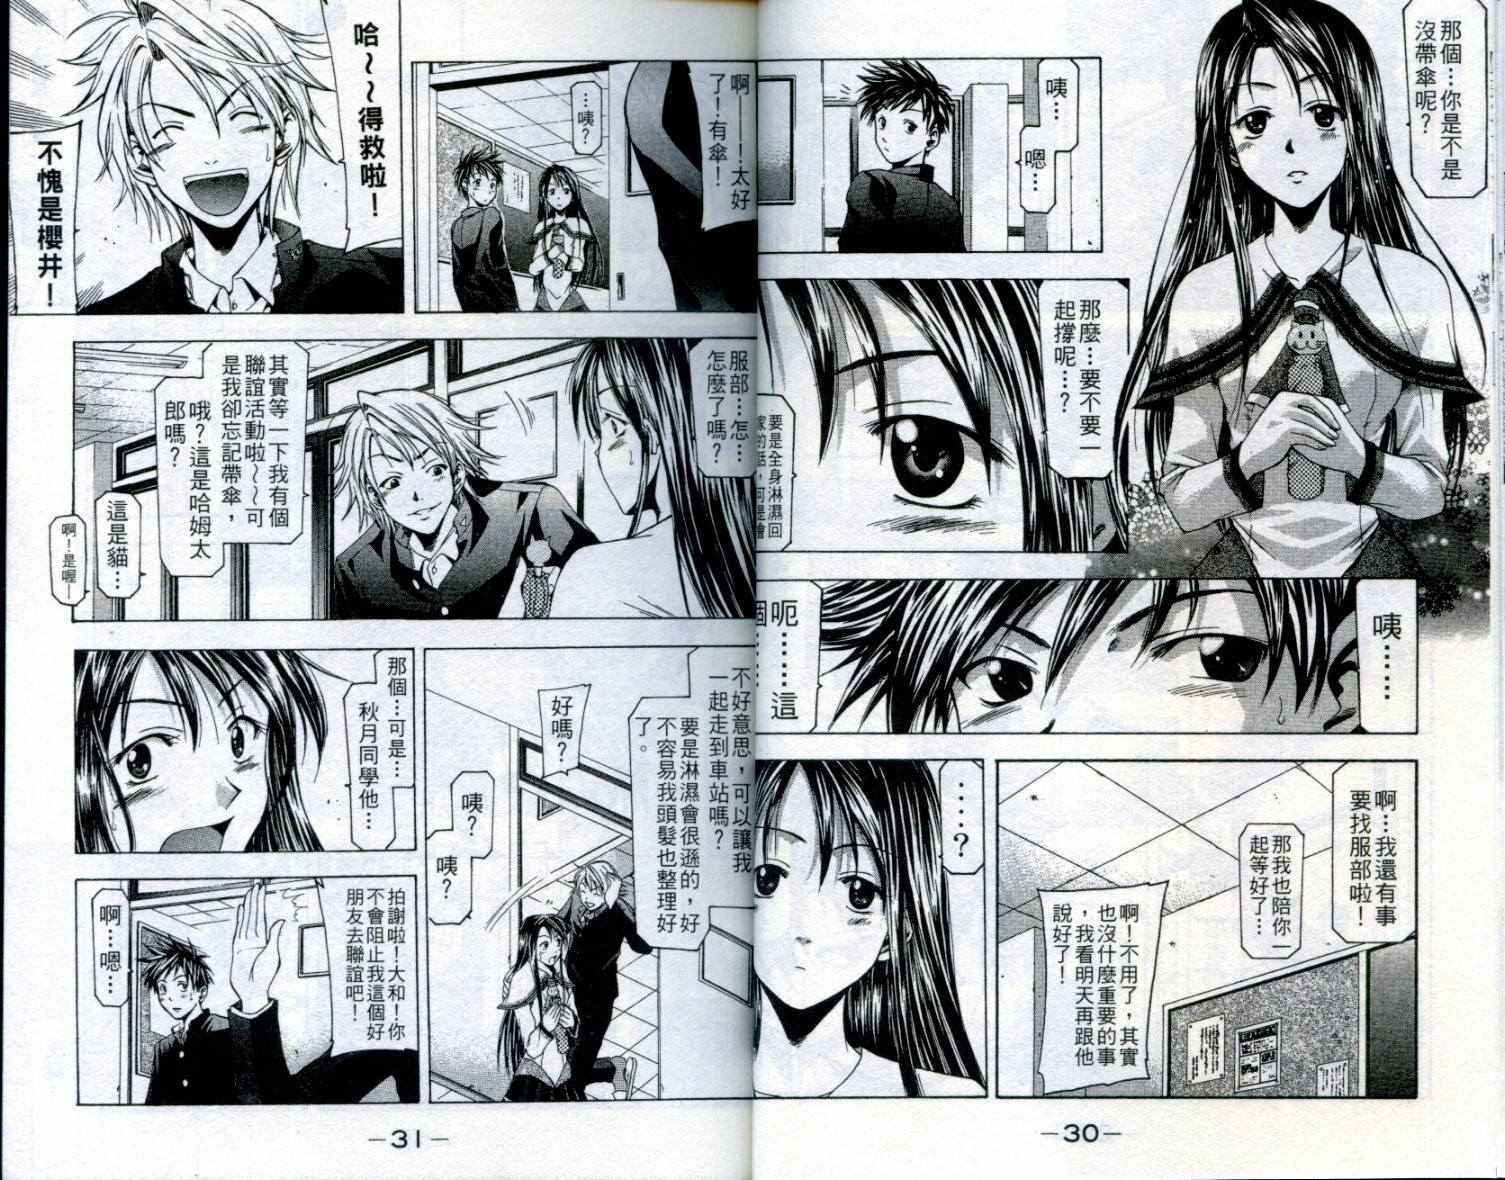 那個…你是不是
沒帶傘呢？
咦…
嗯…
那麼…要不要一
起撐呢…？
要是全身淋濕回
家的話，可是會
咦……
呃……這
個……
啊…我還有事
要找服部啦！
那我也陪你一
起等好了…
啊！不用了，其實
也沒什麼重要的事
，我看明天再跟他
說好了！
……？
—30—
啊——！太好
了！有傘！
…咦？
哈～～得救啦！
不愧是櫻井！
服部…怎…
怎麼了嗎？
其實等一下我有個
聯誼活動啦～～可
是我卻忘記帶傘，
哦？這是哈姆太
郎嗎？
這是貓…
啊！是喔—
不好意思，可以讓我
一起走到車站嗎？
要是淋濕會很遜的，好
不容易我頭髮也整理好
了。
好嗎？
咦？
咦？
那個…可是…
秋月同學他…
拍謝啦！大和！你
不會阻止我這個好
朋友去聯誼吧！
啊…嗯…
—31—